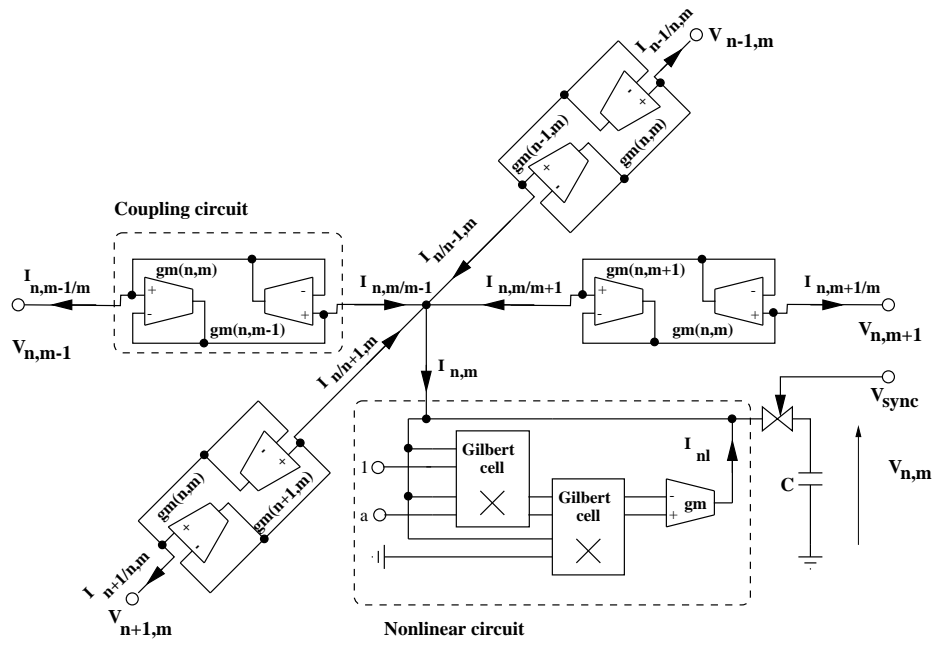 I n-1/n,m
V n-1,m
gm(n-1,m)
+
-
-
+
gm(n,m)
Coupling circuit
I n/n-1,m
I n,m-1/m
gm(n,m)
+
-
-
+
gm(n,m-1)
I n,m/m-1
I n,m/m+1
gm(n,m+1)
+
-
-
+
gm(n,m)
I n,m+1/m
V n,m-1
V n,m+1
I n/n+1,m
I n,m
V sync
gm(n,m)
+
-
-
+
gm(n+1,m)
I n+1/n,m
V n+1,m
Gilbert
cell
1
a
I nl
Gilbert
cell
-
+
gm
C
V n,m
Nonlinear circuit